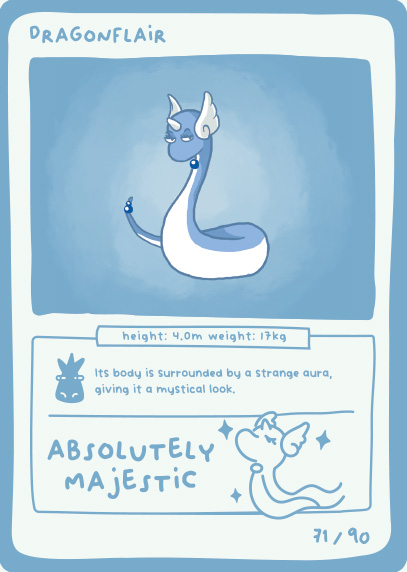 DRAGONFLAiR
height: 4,0m weight: 17kg
Its body is surrounded by a strange aura,
giving it a mystical look.
ABSOLUTELY
MAJESTIC
71/90